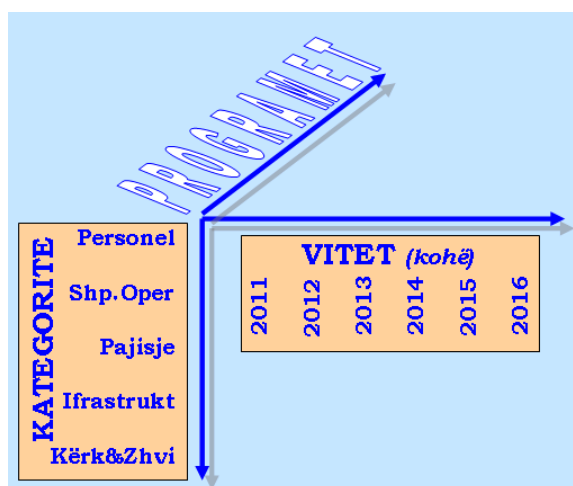 PROGRAMET
KATEGORITE
Personel
Shp.Oper
Pajisje
Ifrastrukt
Kërk&Zhvi
VITET (kohë)
2011
2012
2013
2014
2015
2016